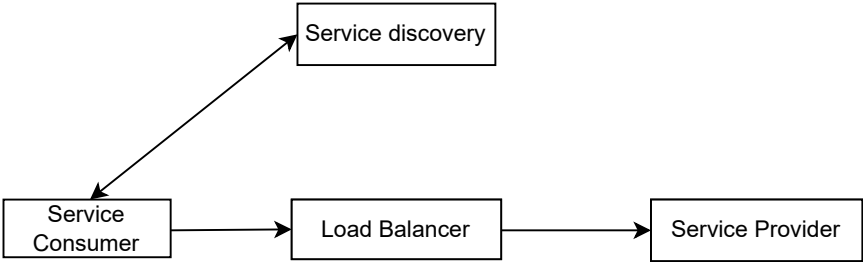 Service discovery
Service
Consumer
Load Balancer
Service Provider